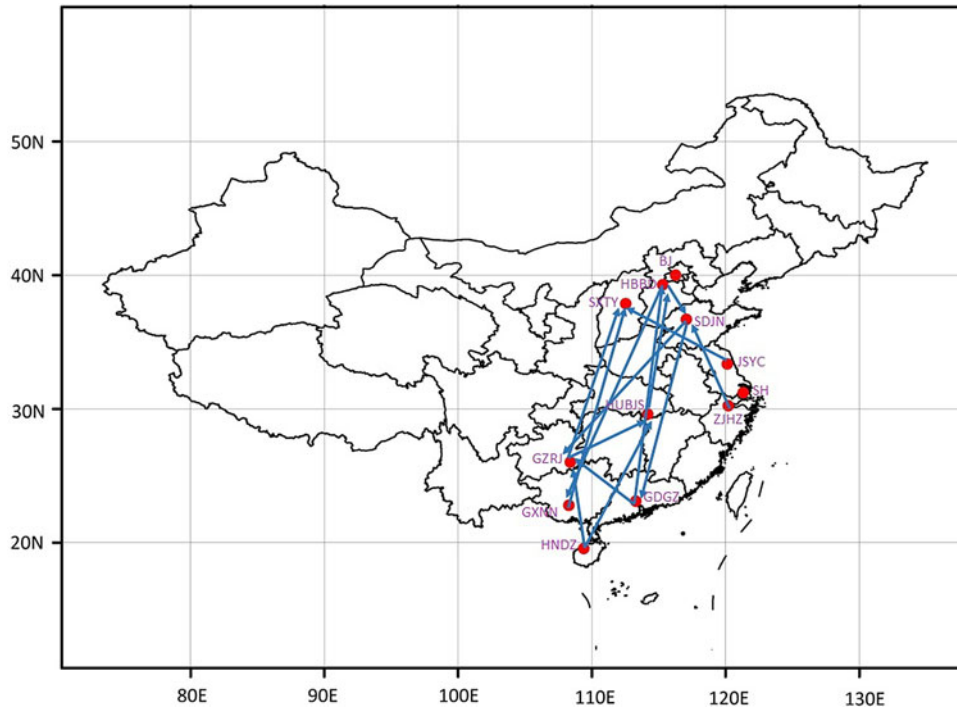 50N
BJ
40N
HBBD
SXTY
SDJN
JSYC
SH
30N
HUBJS
ZJHZ
GZRJ
GDGZ
GXNN
20N
HNDZ
80E
90E
100E
110E
120E
130E